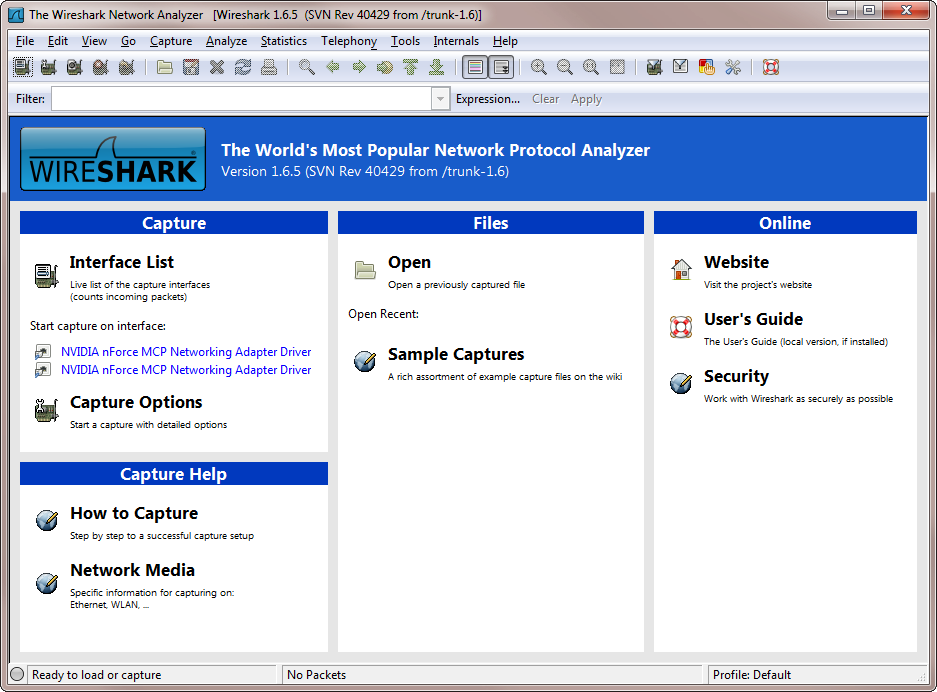 The Wireshark Network Analyzer [Wireshark 1.6.5 (SVN Rev 40429 from /trunk-1.6)]
File Edit View Go Capture Analyze Statistics Telephony Tools Internals Help
Filter: Expression... Clear Apply
WIRESHARK
The World's Most Popular Network Protocol Analyzer
Version 1.6.5 (SVN Rev 40429 from /trunk-1.6)
Capture
Interface List
Live list of the capture interfaces
(counts incoming packets)
Start capture on interface:
NVIDIA nForce MCP Networking Adapter Driver
NVIDIA nForce MCP Networking Adapter Driver
Capture Options
Start a capture with detailed options
Capture Help
How to Capture
Step by step to a successful capture setup
Network Media
Specific information for capturing on:
Ethernet, WLAN, ...
Files
Open
Open a previously captured file
Open Recent:
Sample Captures
A rich assortment of example capture files on the wiki
Online
Website
Visit the project's website
User's Guide
The User's Guide (local version, if installed)
Security
Work with Wireshark as securely as possible
Ready to load or capture
No Packets
Profile: Default